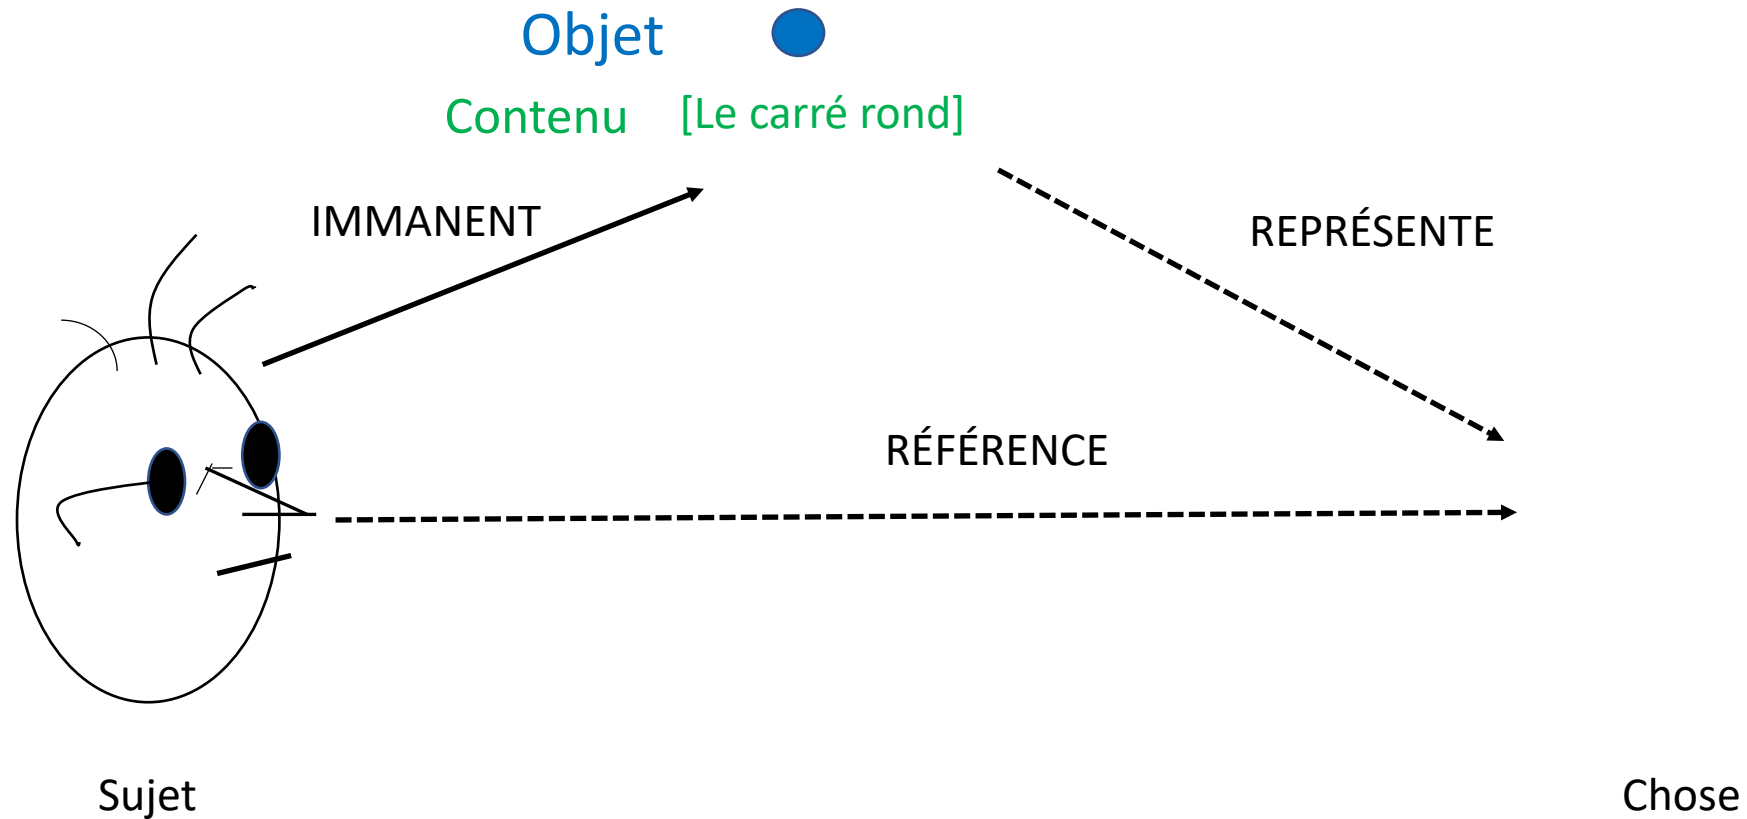 Objet
Contenu [Le carré rond]
IMMANENT
REPRÉSENTE
RÉFÉRENCE
Sujet
Chose